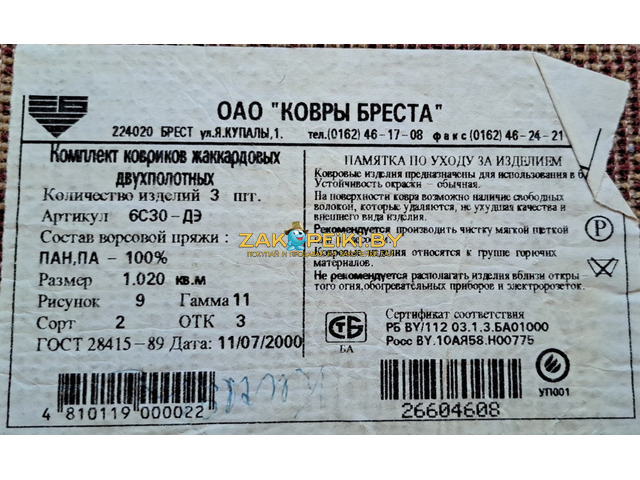 ОАО "КОВРЫ БРЕСТА"
224020 БРЕСТ ул.Я.КУПАЛЫ,1. тел.(0162) 46-17-08 факс(0162) 46-24-21
Комплект ковриков жаккардовых
двухполотных
Количество изделий 3 шт.
Артикул 6С30-ДЭ
Состав ворсовой пряжи :
ПАН,ПА - 100%
Размер 1.020 кв.м
Рисунок 9 Гамма 11
Сорт 2 ОТК 3
ГОСТ 28415-89 Дата: 11/07/2000
ПАМЯТКА ПО УХОДУ ЗА ИЗДЕЛИЕМ
Ковровые изделия предназначены для использования в б
Устойчивость окраски - обычная.
На поверхности ковра возможно наличие свободных
волокон, которые удаляются, не ухудшая качества и
внешнего вида изделия.
Рекомендуется производить чистку мягкой щеткой
Ковровые изделия относятся к группе горючих
материалов.
Не рекомендуется располагать изделия вблизи откры
того огня,обогревательных приборов и электророзеток.
P
СТБ
БА
Сертификат соответствия
РБ BY/112 03.1.3.БА01000
Росс BY.10АЯ58.Н00775
УП001
4 810119 000022
26604608
ZAKOPEIKI.BY